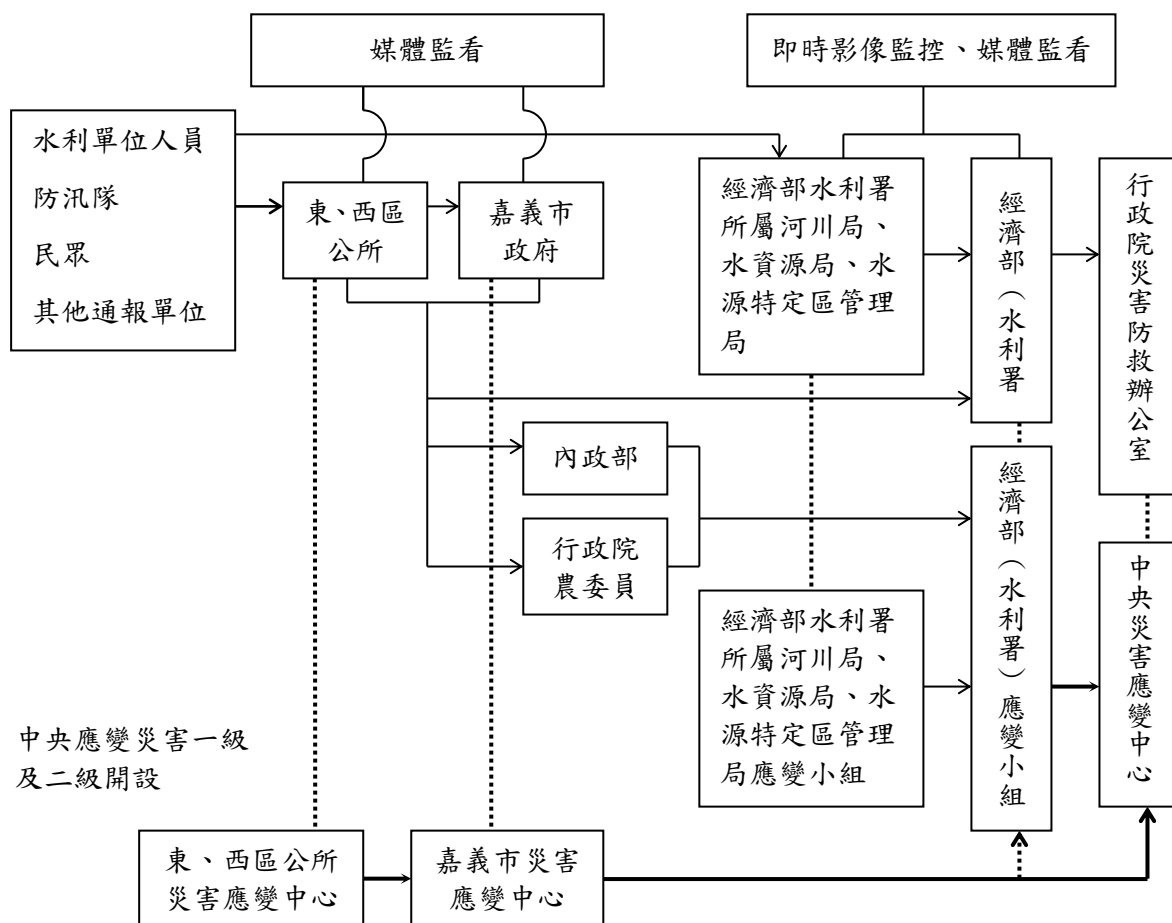 媒體監看
即時影像監控、媒體監看
水利單位人員
防汛隊
民眾
其他通報單位
東、西區
公所
嘉義市
政府
經濟部水利署
所屬河川局、
水資源局、水
源特定區管理
局
經濟部（水利署
行政院災害防救辦公室
內政部
行政院
農委員
經濟部水利署
所屬河川局、
水資源局、水
源特定區管理
局應變小組
經濟部（水利署）應變小組
中央災害應變中心
中央應變災害一級
及二級開設
東、西區公所
災害應變中心
嘉義市災害
應變中心